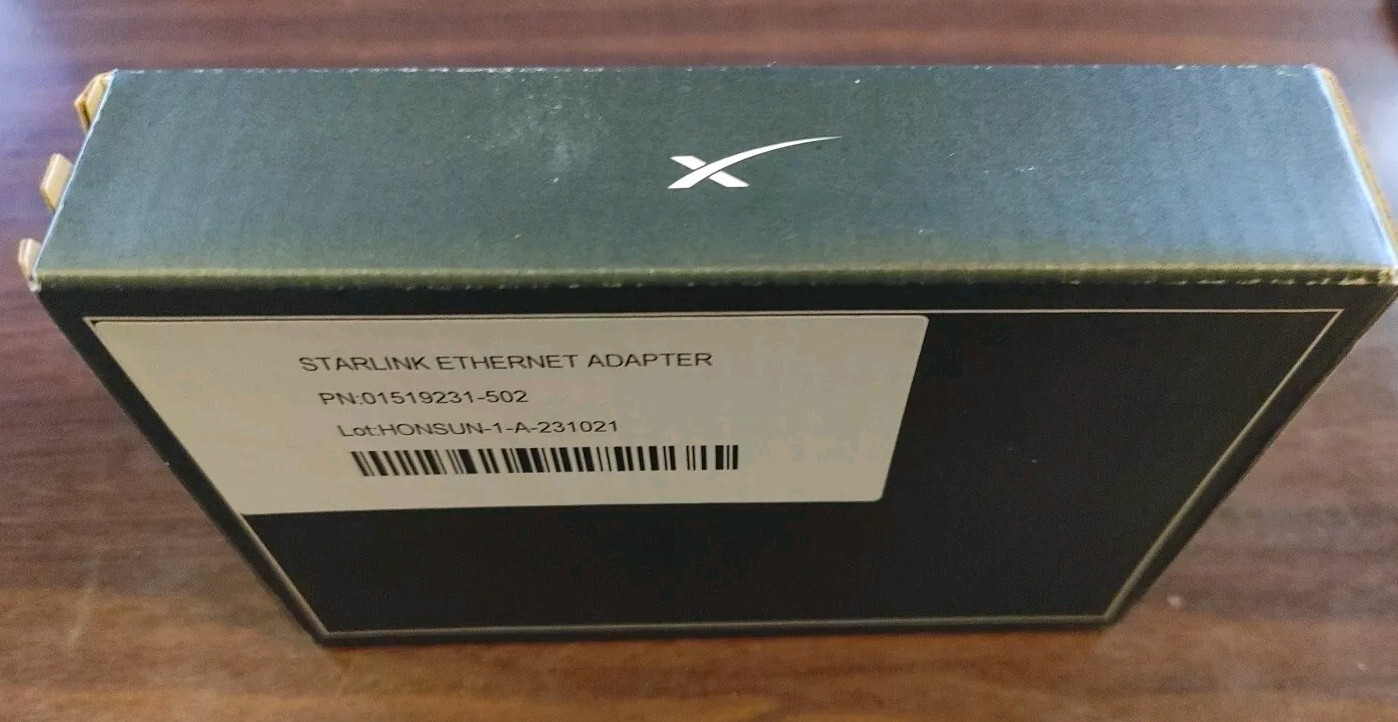 STARLINK ETHERNET ADAPTER
PN:01519231-502
Lot:HONSUN-1-A-231021